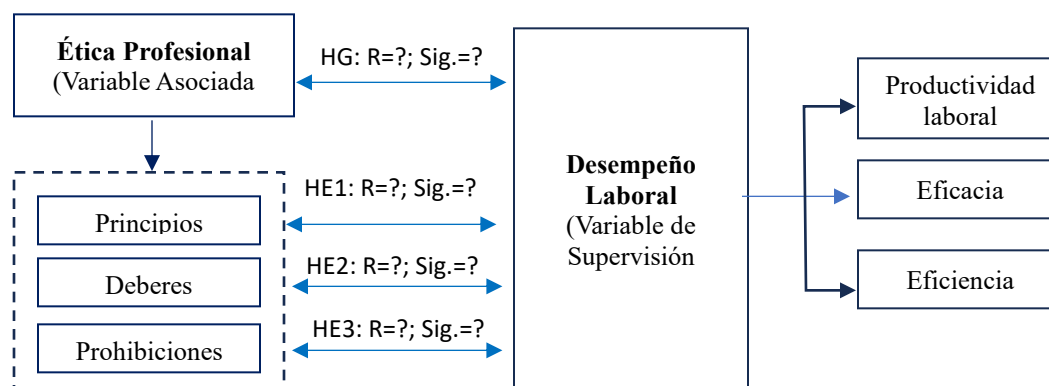 Ética Profesional
(Variable Asociada
HG: R=?; Sig.=?
HE1: R=?; Sig.=?
Principios
HE2: R=?; Sig.=?
Deberes
HE3: R=?; Sig.=?
Prohibiciones
Desempeño
Laboral
(Variable de
Supervisión
Productividad
laboral
Eficacia
Eficiencia